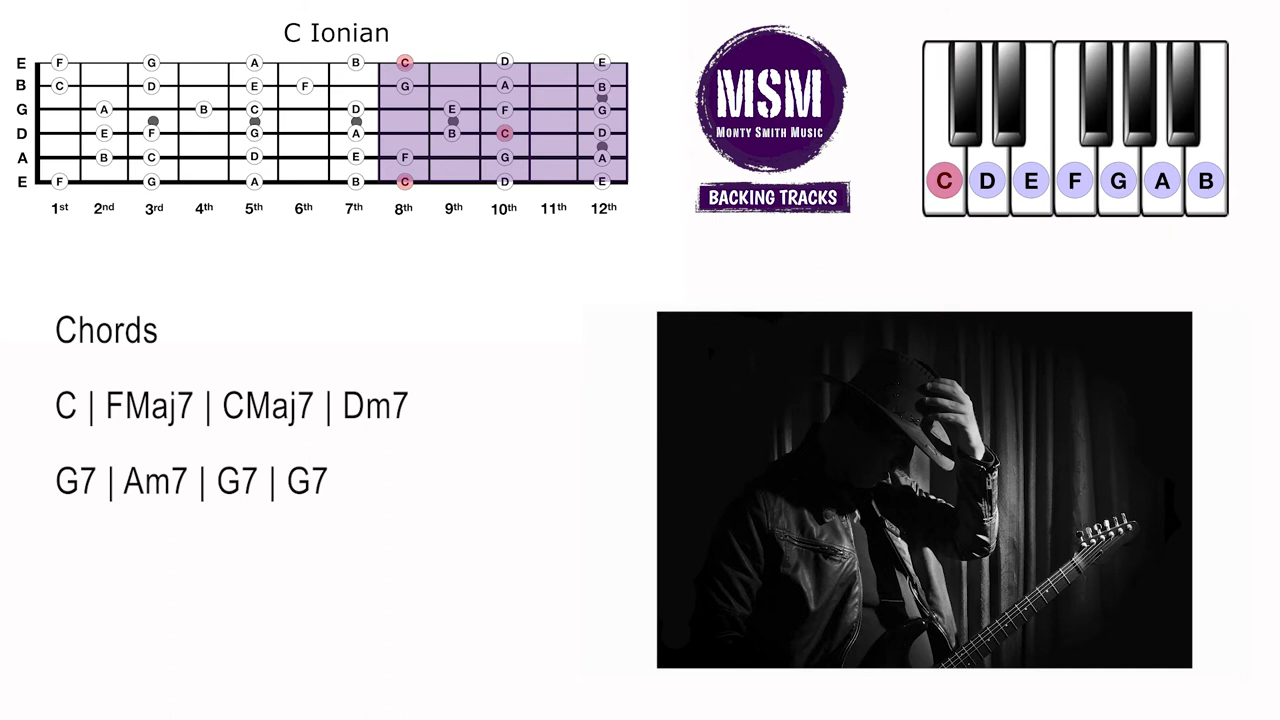 C Ionian
E F G A B C D E
B C D E F G A B
G A B C D E F G
D E F G A B C D
A B C D E F G A
E F G A B C D E
1st 2nd 3rd 4th 5th 6th 7th 8th 9th 10th 11th 12th
MSM
MONTY SMITH MUSIC
BACKING TRACKS
C D E F G A B
Chords
C | FMaj7 | CMaj7 | Dm7
G7 | Am7 | G7 | G7